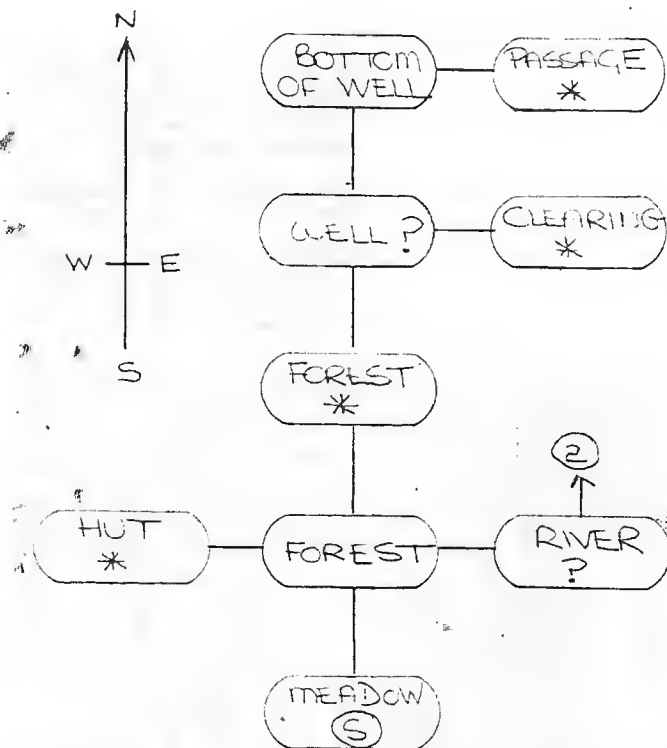 N
W E
S
BOTTOM
OF WELL
PASSAGE
*
WELL ?
CLEARING
*
FOREST
*
2
HUT
*
FOREST
RIVER
?
MEADOW
S